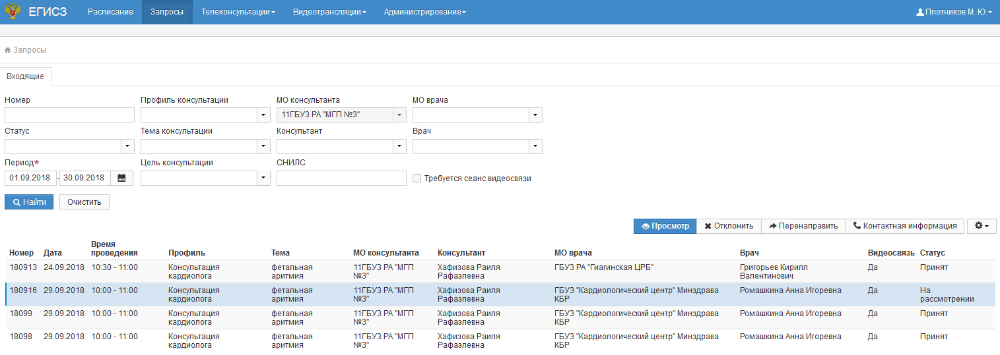 ЕГИСЗ Расписание Запросы Телеконсультации Видеотрансляции Администрирование Плотников М. Ю.
Запросы
Входящие
Номер Профиль консультации МО консультанта МО врача
11ГБУЗ РА "МГП №3"
Статус Тема консультации Консультант Врач
Период* Цель консультации СНИЛС
01.09.2018 - 30.09.2018 Требуется сеанс видеосвязи
Найти Очистить
Просмотр Отклонить Перенаправить Контактная информация
Время
Номер Дата проведения Профиль Тема МО консультанта Консультант МО врача Врач Видеосвязь Статус
180913 24.09.2018 10:30 - 11:00 Консультация фетальная 11ГБУЗ РА "МГП Хафизова Раиля ГБУЗ РА "Гиагинская ЦРБ" Григорьев Кирилл Да Принят
кардиолога аритмия №3" Рафаэлевна Валентинович
180916 29.09.2018 10:00 - 11:00 Консультация фетальная 11ГБУЗ РА "МГП Хафизова Раиля ГБУЗ "Кардиологический центр" Минздрава Ромашкина Анна Игоревна Да На
кардиолога аритмия №3" Рафаэлевна КБР рассмотрении
18099 29.09.2018 10:00 - 11:00 Консультация фетальная 11ГБУЗ РА "МГП Хафизова Раиля ГБУЗ "Кардиологический центр" Минздрава Ромашкина Анна Игоревна Да Принят
кардиолога аритмия №3" Рафаэлевна КБР
18098 29.09.2018 10:00 - 11:00 Консультация фетальная 11ГБУЗ РА "МГП Хафизова Раиля ГБУЗ "Кардиологический центр" Минздрава Ромашкина Анна Игоревна Да Принят
кардиолога аритмия №3" Рафаэлевна КБР